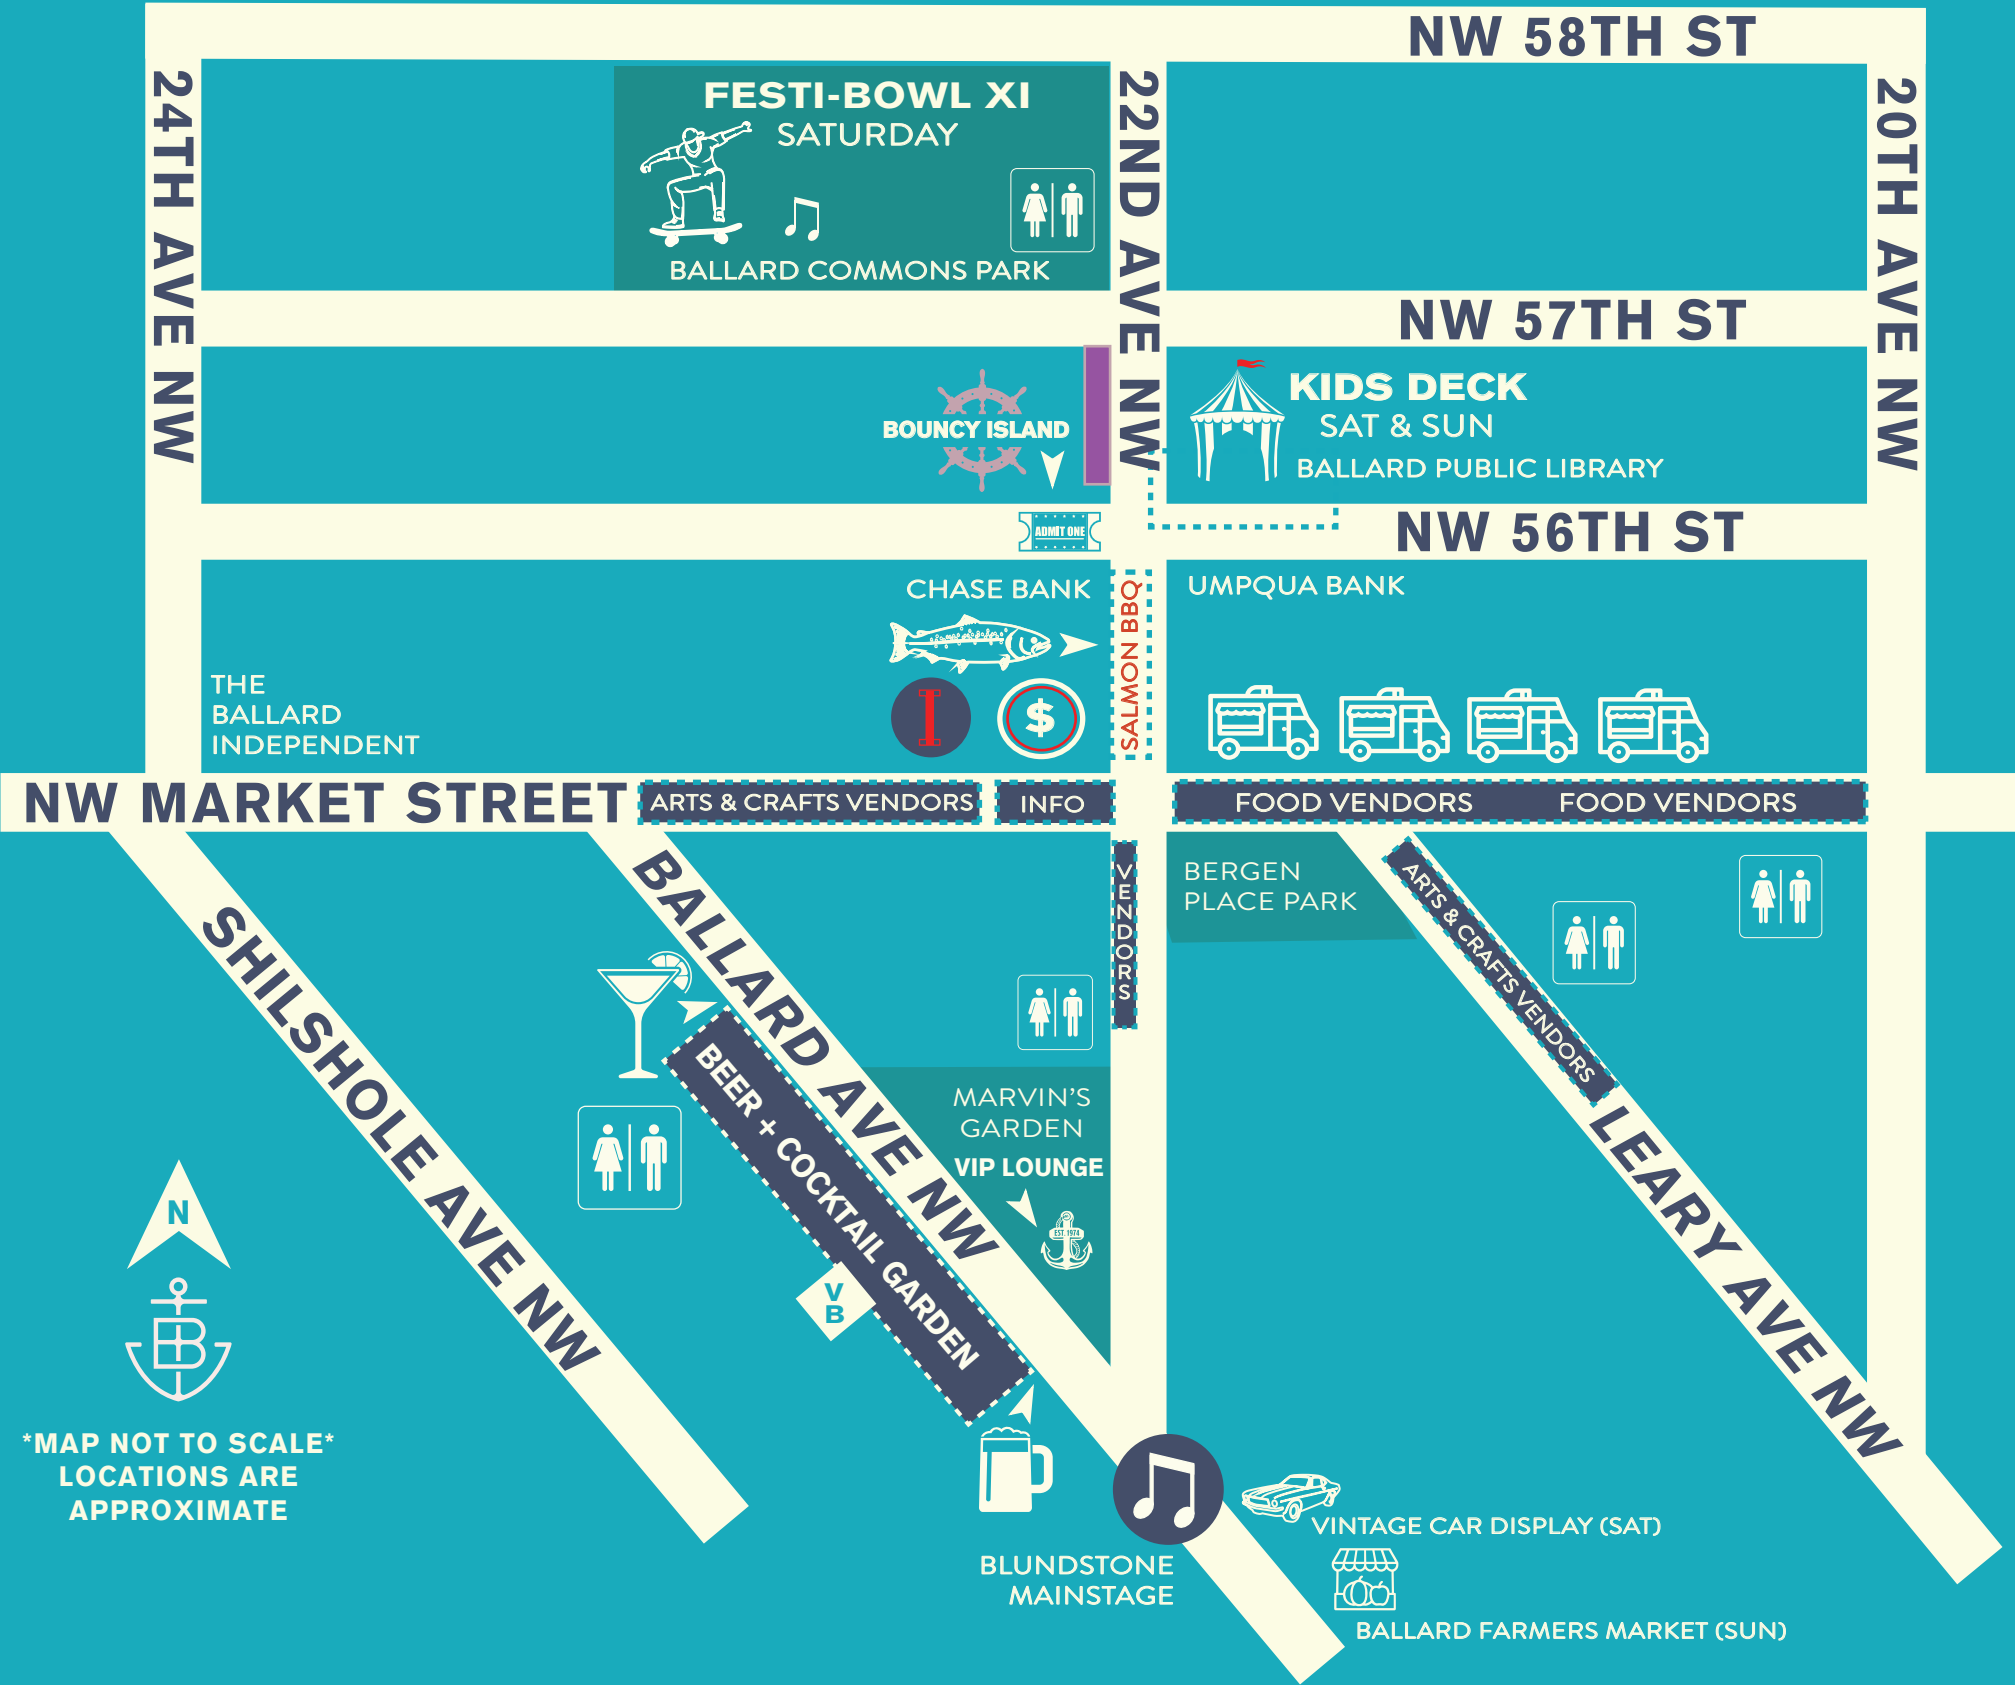 NW 58TH ST
24TH AVE NW
22ND AVE NW
20TH AVE NW
FESTI-BOWL XI
SATURDAY
BALLARD COMMONS PARK
NW 57TH ST
BOUNCY ISLAND
KIDS DECK
SAT & SUN
BALLARD PUBLIC LIBRARY
ADMIT ONE
NW 56TH ST
CHASE BANK
SALMON BBQ
UMPQUA BANK
THE
BALLARD
INDEPENDENT
I
$
NW MARKET STREET
ARTS & CRAFTS VENDORS
INFO
FOOD VENDORS
FOOD VENDORS
SHILSHOLE AVE NW
BALLARD AVE NW
VENDORS
BERGEN
PLACE PARK
ARTS & CRAFTS VENDORS
LEARY AVE NW
BEER + COCKTAIL GARDEN
MARVIN'S
GARDEN
VIP LOUNGE
EST. 1974
V
B
N
B
*MAP NOT TO SCALE*
LOCATIONS ARE
APPROXIMATE
BLUNDSTONE
MAINSTAGE
VINTAGE CAR DISPLAY (SAT)
BALLARD FARMERS MARKET (SUN)